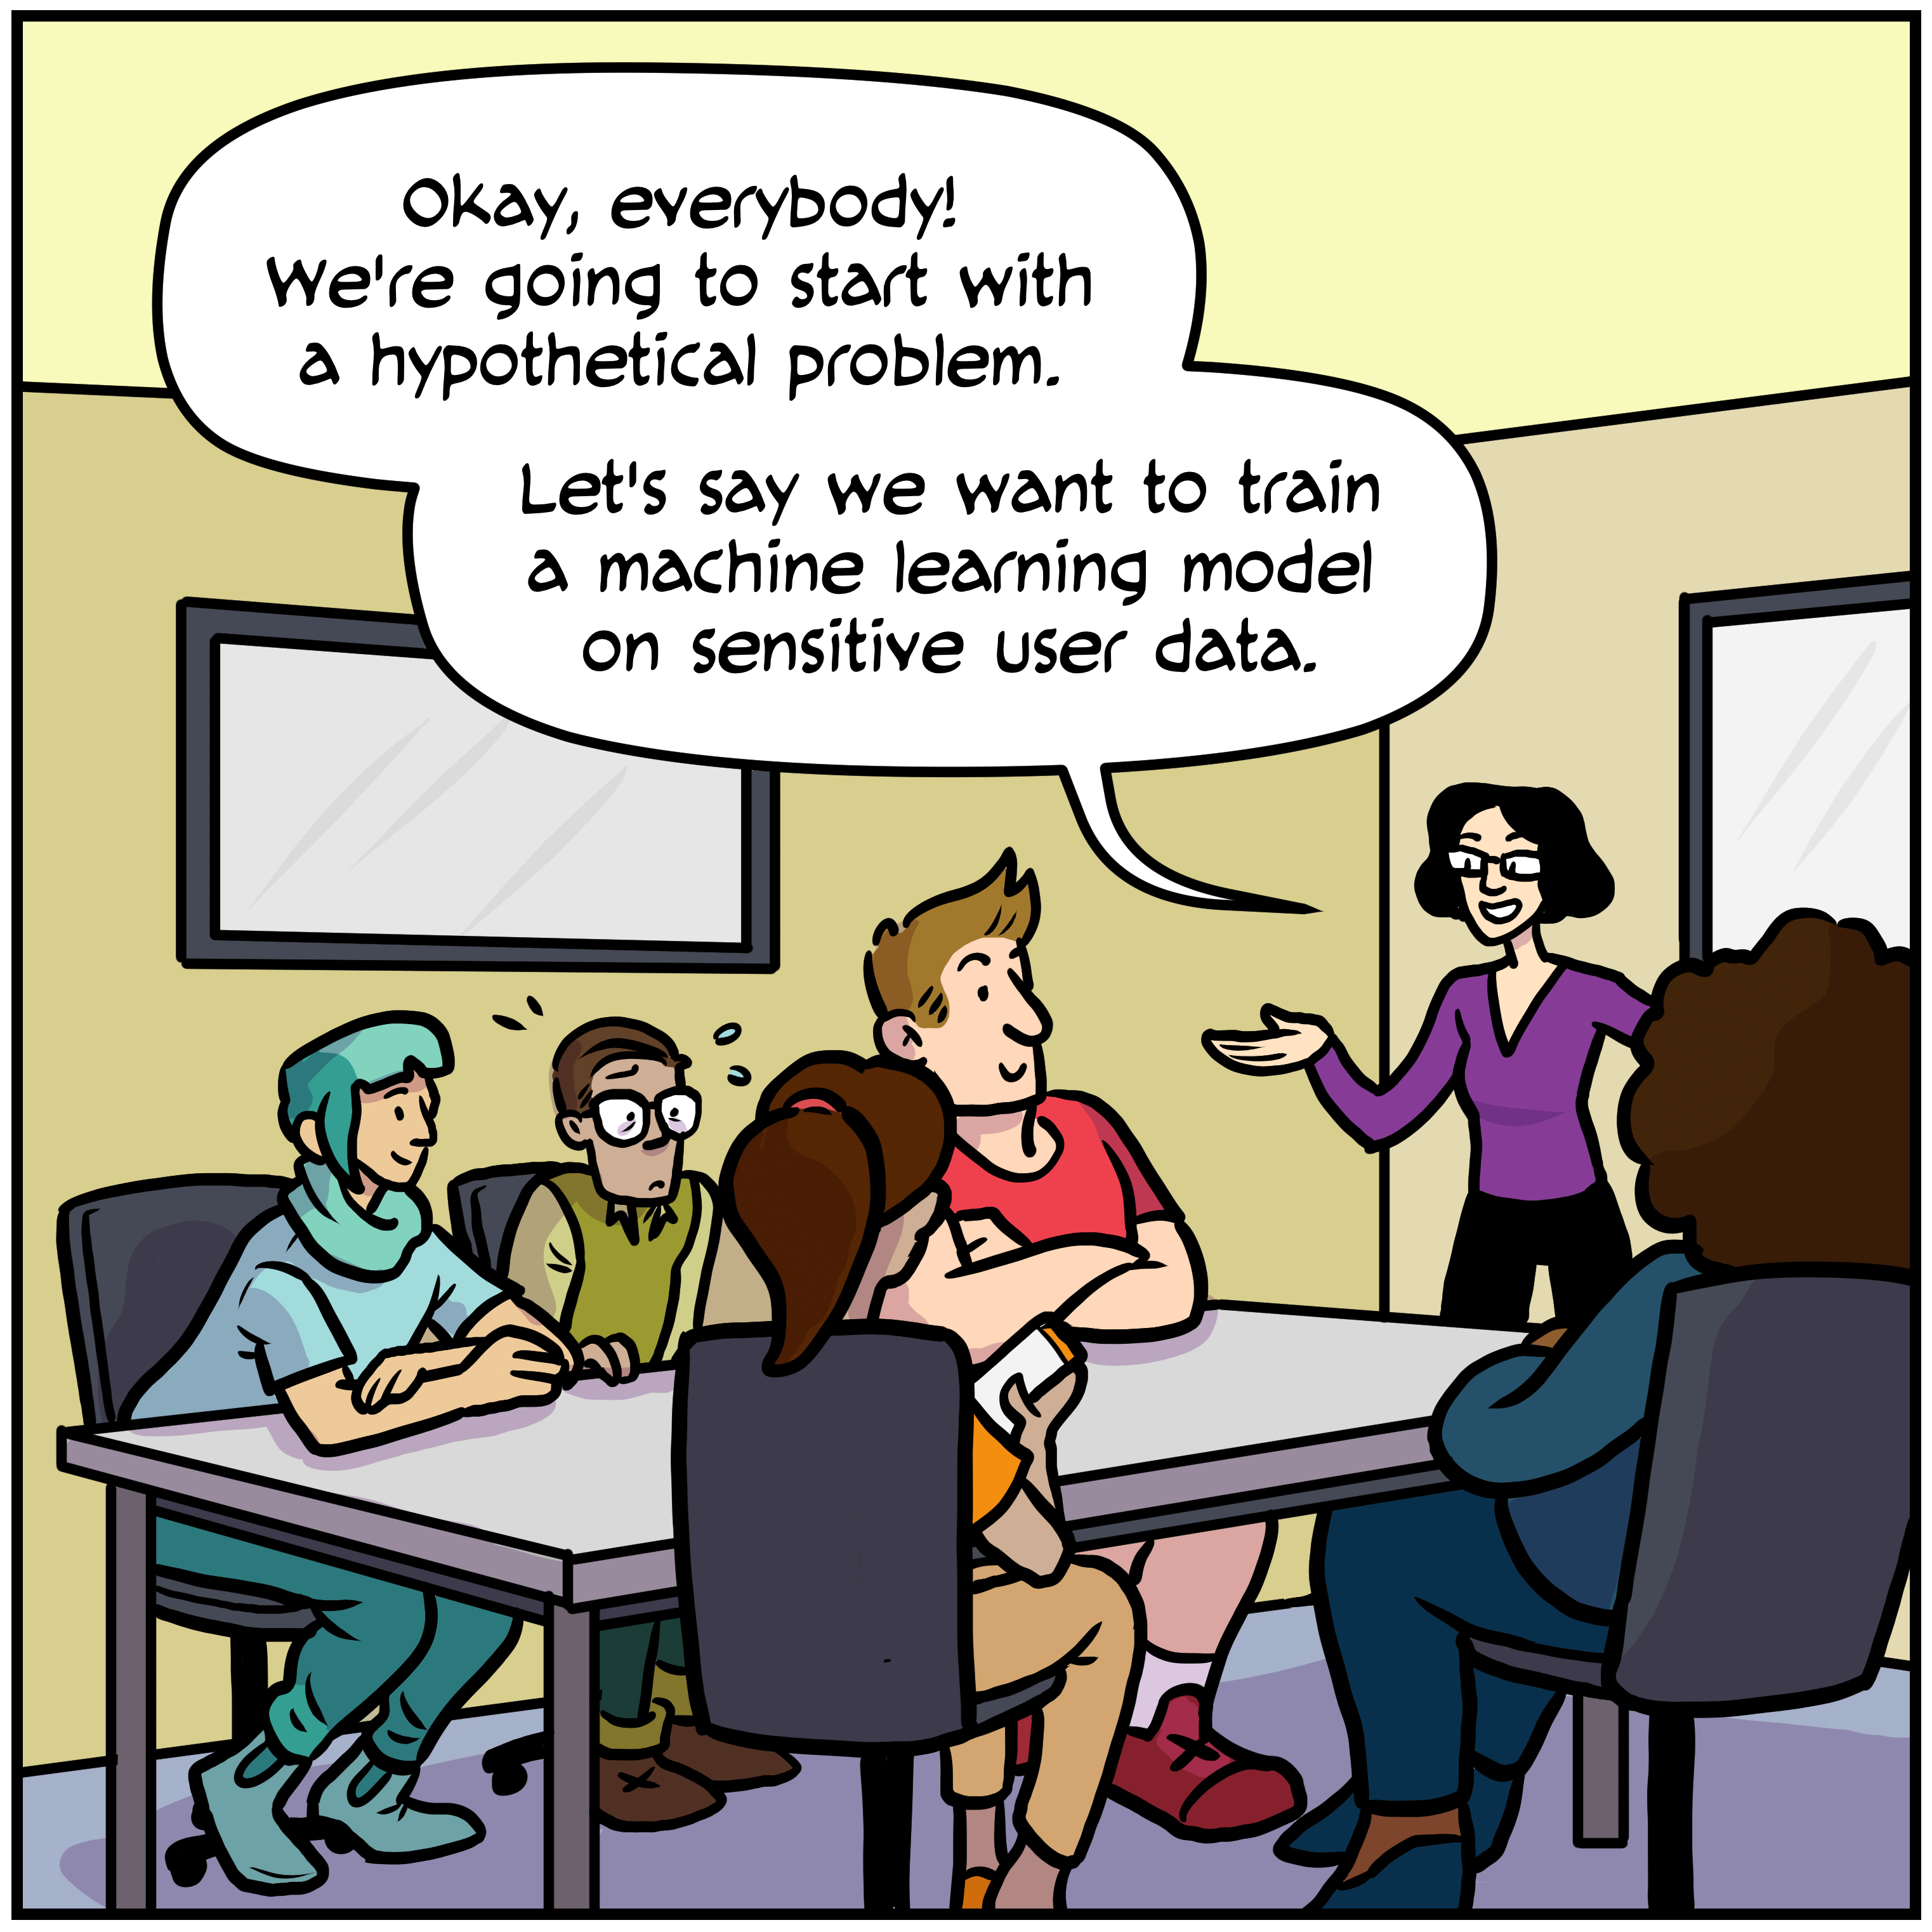 Okay, everybody!
We're going to start with
a hypothetical problem.
Let's say we want to train
a machine learning model
on sensitive user data.